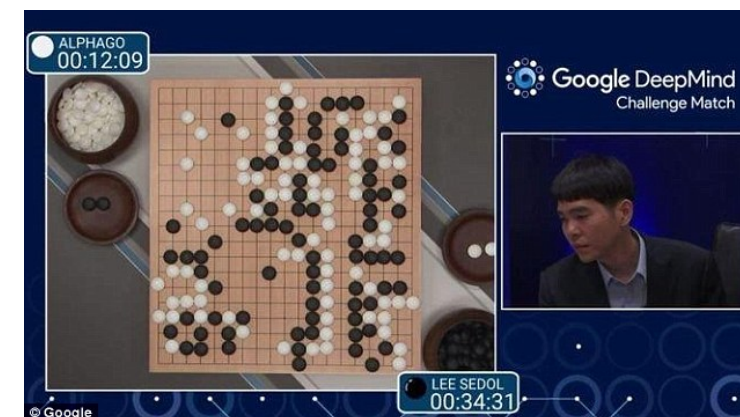 ALPHAGO
00:12:09
Google DeepMind
Challenge Match
LEE SEDOL
00:34:31
© Google